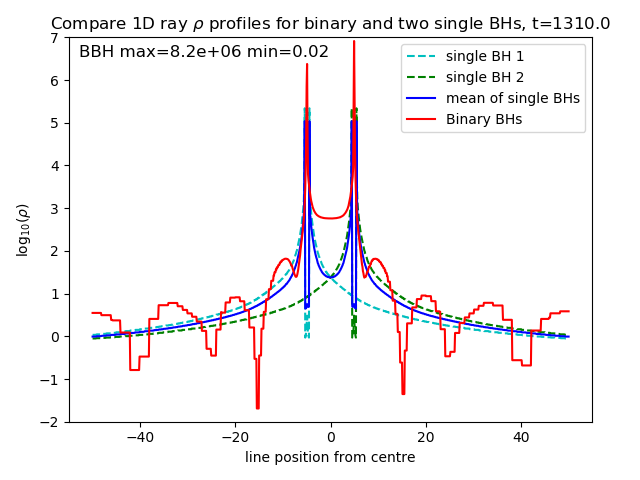 Compare 1D ray ρ profiles for binary and two single BHs, t=1310.0
BBH max=8.2e+06 min=0.02
single BH 1
single BH 2
mean of single BHs
Binary BHs
log₁₀(ρ)
7
6
5
4
3
2
1
0
−1
−2
−40 −20 0 20 40
line position from centre